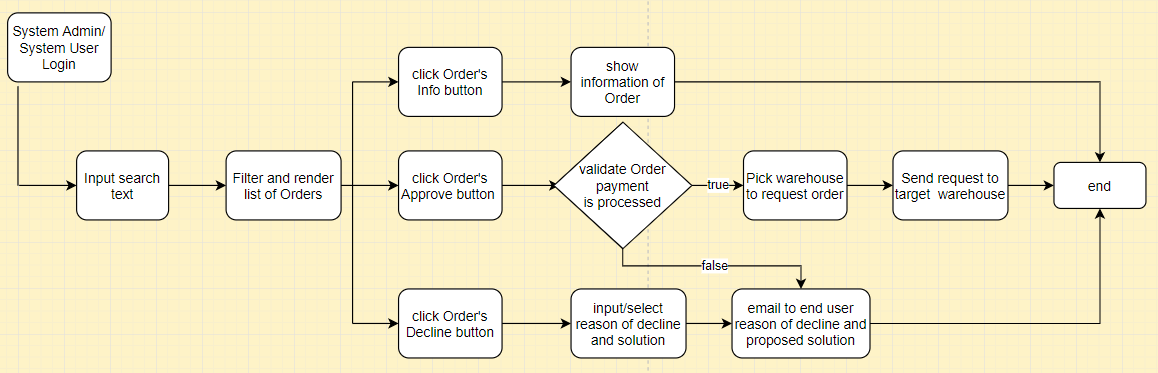 System Admin/
System User
Login
click Order's
Info button
show
information of
Order
Input search
text
Filter and render
list of Orders
click Order's
Approve button
validate Order
payment
is processed
true
Pick warehouse
to request order
Send request to
target warehouse
end
false
click Order's
Decline button
input/select
reason of decline
and solution
email to end user
reason of decline and
proposed solution